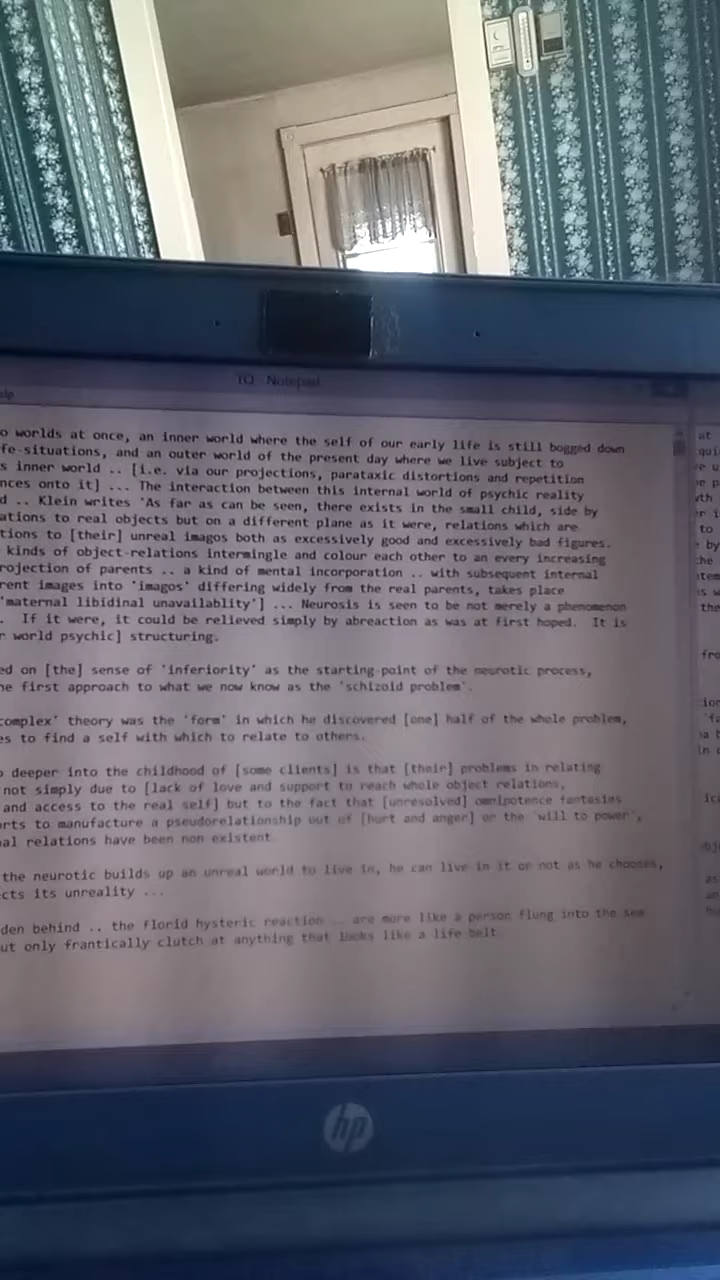 TO - Notepad
elp
o worlds at once, an inner world where the self of our early life is still bogged down
fe-situations, and an outer world of the present day where we live subject to
s inner world .. [i.e. via our projections, parataxic distortions and repetition
nces onto it] ... The interaction between this internal world of psychic reality
d .. Klein writes 'As far as can be seen, there exists in the small child, side by
ations to real objects but on a different plane as it were, relations which are
tions to [their] unreal imagos both as excessively good and excessively bad figures.
kinds of object-relations intermingle and colour each other to an every increasing
rojection of parents .. a kind of mental incorporation .. with subsequent internal
rent images into 'imagos' differing widely from the real parents, takes place
'maternal libidinal unavailablity'] ... Neurosis is seen to be not merely a phenomenon
. If it were, it could be relieved simply by abreaction as was at first hoped. It is
r world psychic] structuring.
ed on [the] sense of 'inferiority' as the starting-point of the neurotic process,
he first approach to what we now know as the 'schizoid problem'.
complex' theory was the 'form' in which he discovered [one] half of the whole problem,
es to find a self with which to relate to others.
o deeper into the childhood of [some clients] is that [their] problems in relating
not simply due to [lack of love and support to reach whole object relations,
and access to the real self] but to the fact that [unresolved] omnipotence fantasies
orts to manufacture a pseudorelationship out of [hurt and anger] or the 'will to power',
al relations have been non existent.
the neurotic builds up an unreal world to live in, he can live in it or not as he chooses,
cts its unreality ...
den behind .. the florid hysteric reaction .. are more like a person flung into the sea
ut only frantically clutch at anything that looks like a life belt
hp